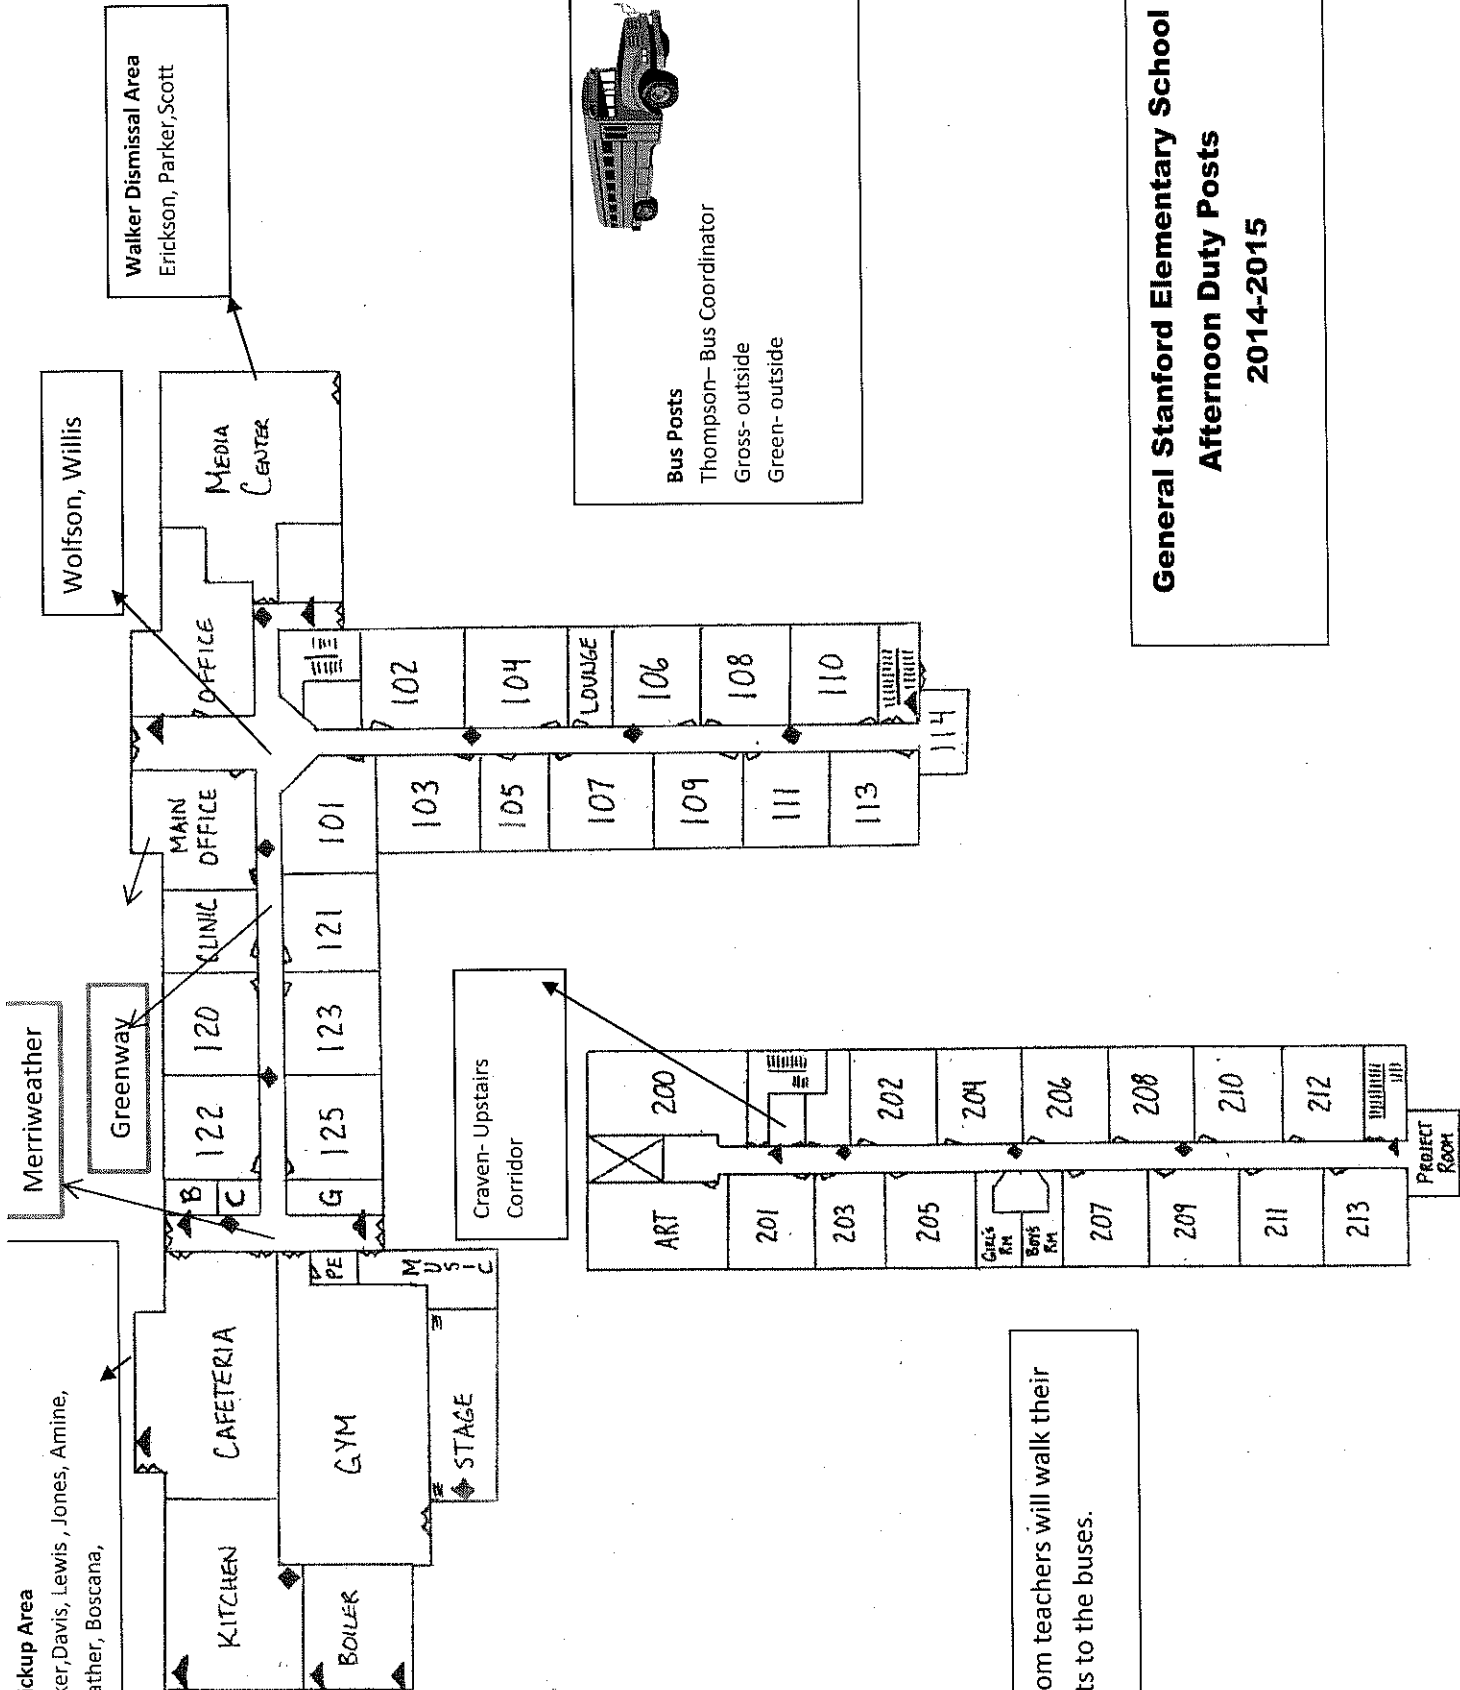 ickup Area
ker,Davis, Lewis , Jones, Amine,
ather, Boscana,
Merriweather
Greenway
Wolfson, Willis
Walker Dismissal Area
Erickson, Parker,Scott
KITCHEN
CAFETERIA
BOILER
GYM
PE
MUSIC
STAGE
B
C
G
122
120
CLINIC
MAIN
OFFICE
OFFICE
MEDIA
CENTER
125
123
121
101
102
103
104
105
LOUNGE
107
106
109
108
111
110
113
114
Craven- Upstairs
Corridor
Bus Posts
Thompson– Bus Coordinator
Gross- outside
Green- outside
ART
200
201
203
202
205
204
GIRL'S
RM
BOYS
RM
206
207
208
209
210
211
212
213
PROJECT
ROOM
om teachers will walk their
ts to the buses.
General Stanford Elementary School
Afternoon Duty Posts
2014-2015